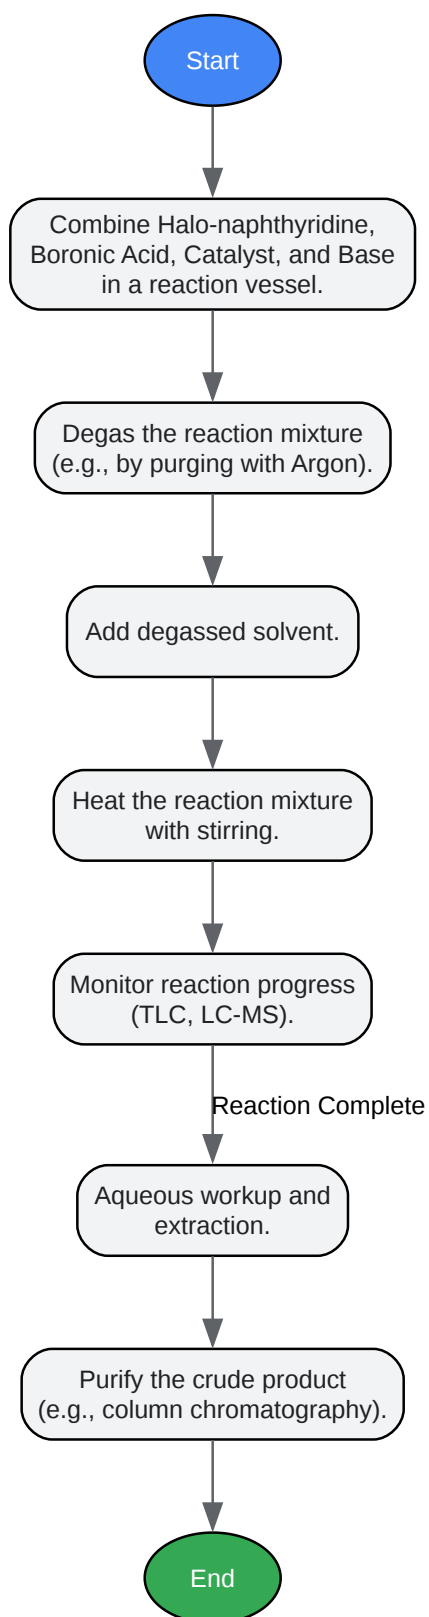 Start
Combine Halo-naphthyridine,
Boronic Acid, Catalyst, and Base
in a reaction vessel.
Degas the reaction mixture
(e.g., by purging with Argon).
Add degassed solvent.
Heat the reaction mixture
with stirring.
Monitor reaction progress
(TLC, LC-MS).
Reaction Complete
Aqueous workup and
extraction.
Purify the crude product
(e.g., column chromatography).
End